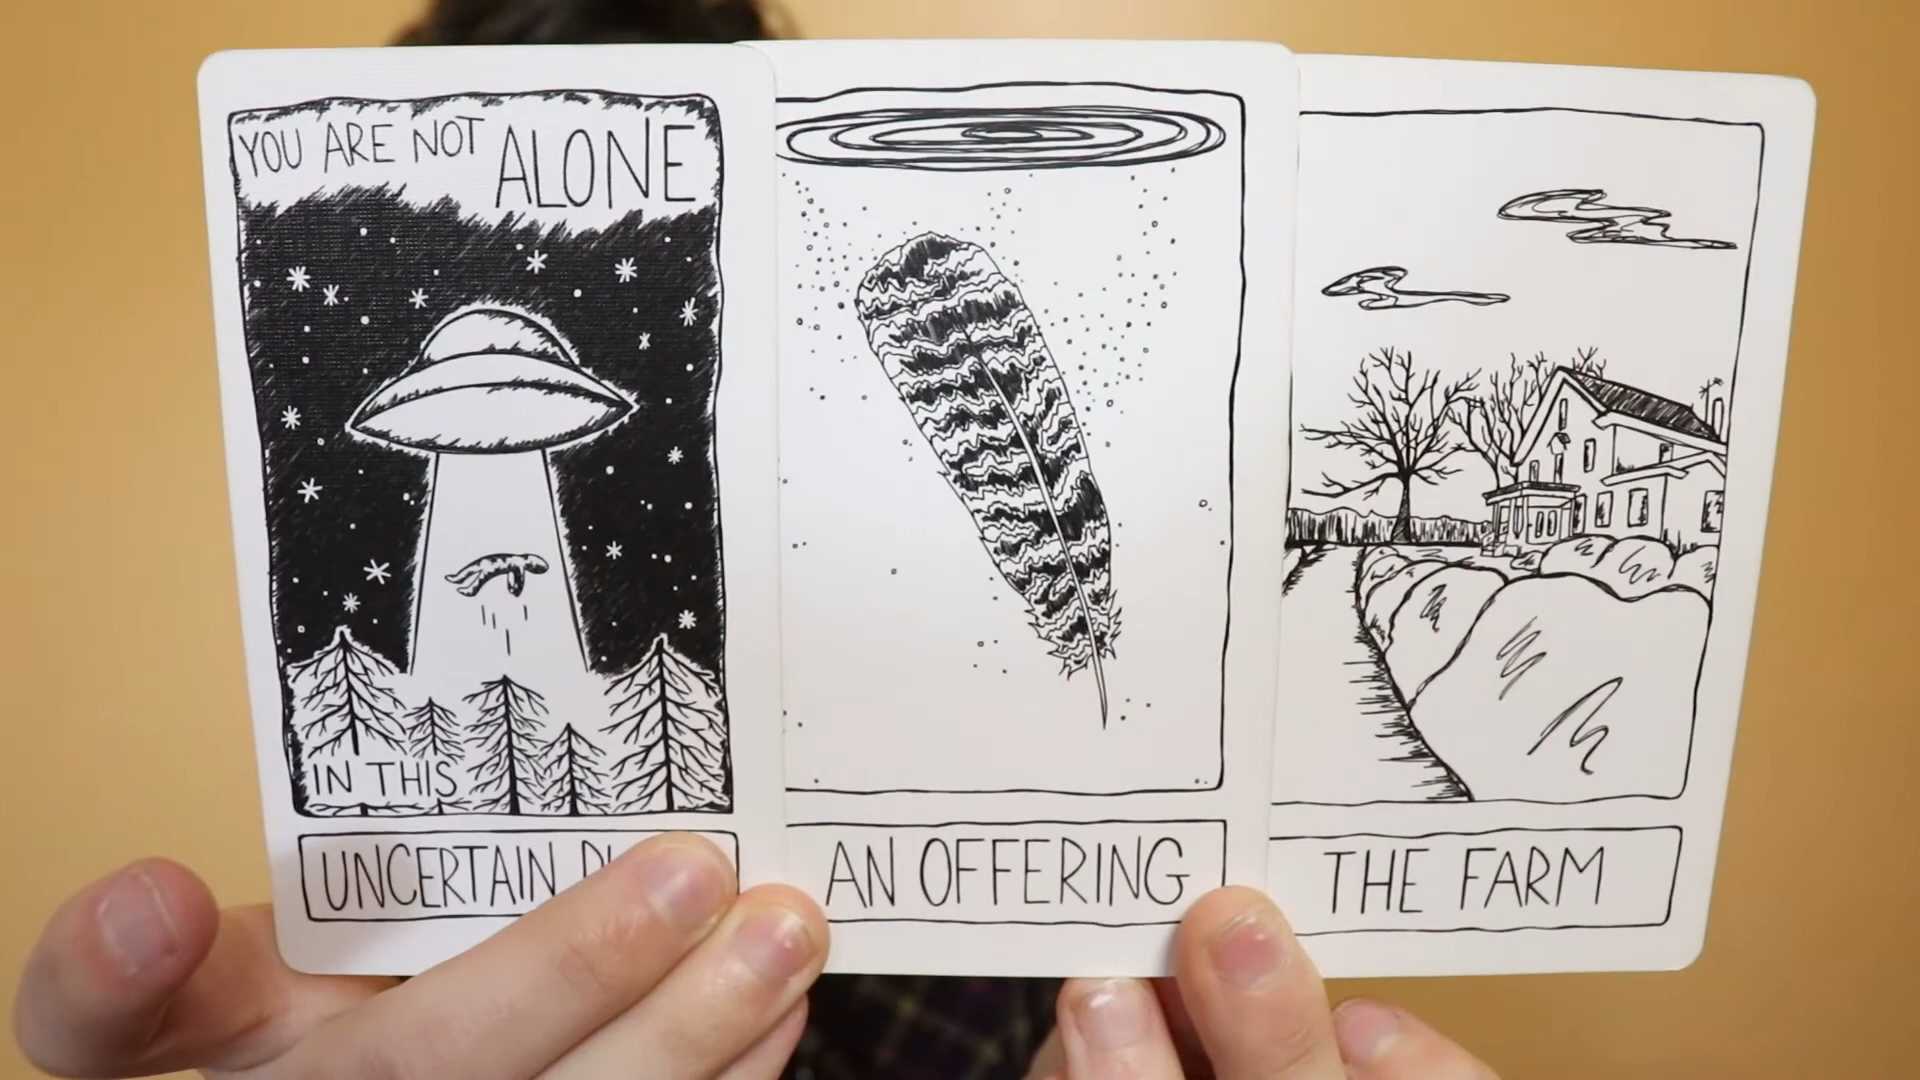 YOU ARE NOT ALONE
IN THIS
UNCERTAIN
AN OFFERING
THE FARM